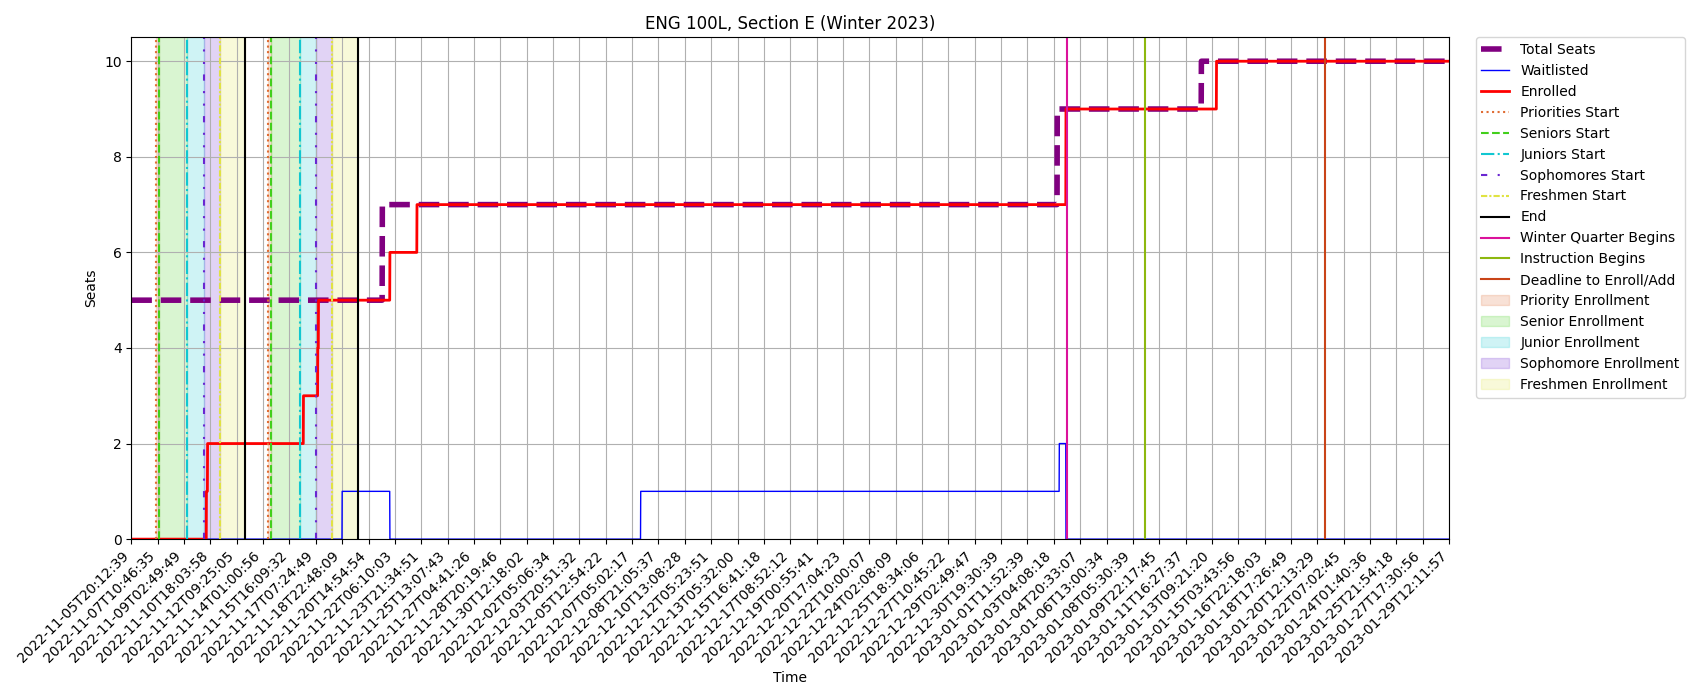 ENG 100L, Section E (Winter 2023)
Seats
10
8
6
4
2
0
2022-11-05T20:12:39
2022-11-07T10:46:35
2022-11-09T02:49:49
2022-11-10T18:03:58
2022-11-12T09:25:05
2022-11-14T01:00:56
2022-11-15T16:09:32
2022-11-17T07:24:49
2022-11-18T22:48:09
2022-11-20T14:54:54
2022-11-22T06:10:03
2022-11-23T21:34:51
2022-11-25T13:07:43
2022-11-27T04:41:26
2022-11-28T20:19:46
2022-11-30T12:18:02
2022-12-02T05:06:34
2022-12-03T20:51:32
2022-12-05T12:54:22
2022-12-07T05:02:17
2022-12-08T21:05:37
2022-12-10T13:08:28
2022-12-12T05:23:51
2022-12-13T05:32:00
2022-12-15T16:41:18
2022-12-17T08:52:12
2022-12-19T00:55:41
2022-12-20T17:04:23
2022-12-22T10:00:07
2022-12-24T02:08:09
2022-12-25T18:34:06
2022-12-27T10:45:22
2022-12-29T02:49:47
2022-12-30T19:30:39
2023-01-01T11:52:39
2023-01-03T04:08:18
2023-01-04T20:33:07
2023-01-06T13:00:34
2023-01-08T05:30:39
2023-01-09T22:17:45
2023-01-11T16:27:37
2023-01-13T09:21:20
2023-01-15T03:43:56
2023-01-16T22:18:03
2023-01-18T17:26:49
2023-01-20T12:13:29
2023-01-22T07:02:45
2023-01-24T01:40:36
2023-01-25T21:54:18
2023-01-27T17:30:56
2023-01-29T12:11:57
Time
Total Seats
Waitlisted
Enrolled
Priorities Start
Seniors Start
Juniors Start
Sophomores Start
Freshmen Start
End
Winter Quarter Begins
Instruction Begins
Deadline to Enroll/Add
Priority Enrollment
Senior Enrollment
Junior Enrollment
Sophomore Enrollment
Freshmen Enrollment